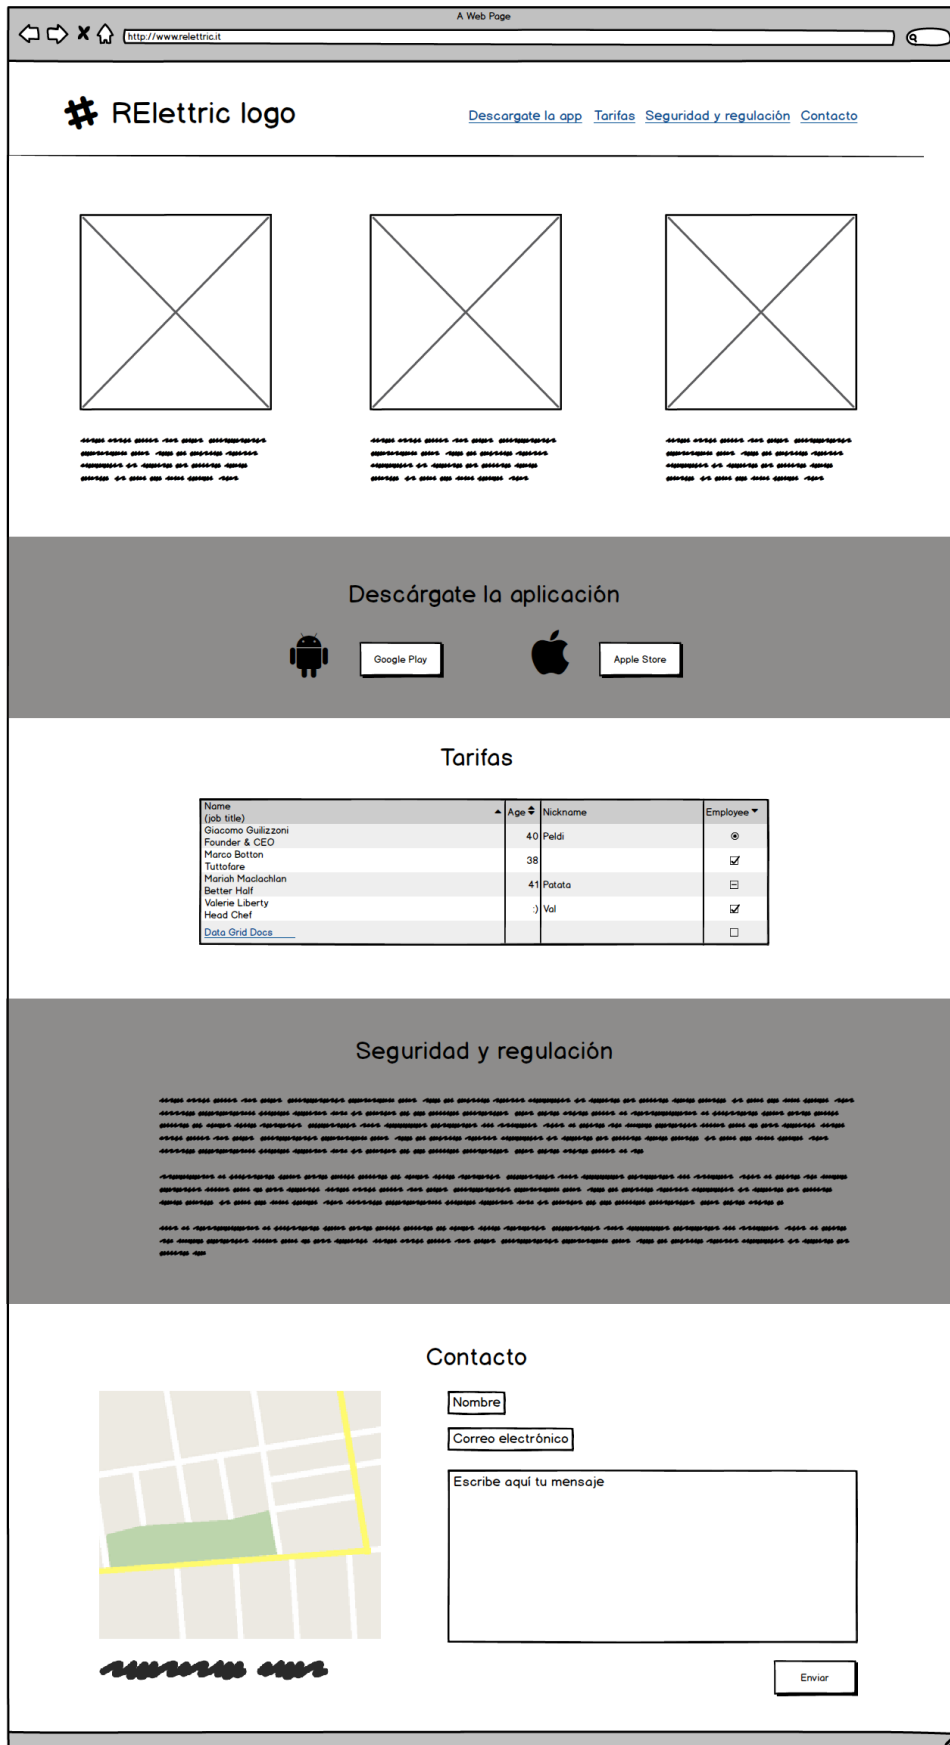 A Web Page
http://www.relettric.it
RElettric logo
Descargate la app Tarifas Seguridad y regulación Contacto
Descárgate la aplicación
Google Play
Apple Store
Tarifas
Name
(job title)
Age
Nickname
Employee
Giacomo Guilizzoni
Founder & CEO
40
Peldi
Marco Botton
Tuttofare
38
Mariah Maclachlan
Better Half
41
Patata
Valerie Liberty
Head Chef
:)
Val
Data Grid Docs
Seguridad y regulación
Contacto
Nombre
Correo electrónico
Escribe aquí tu mensaje
Enviar